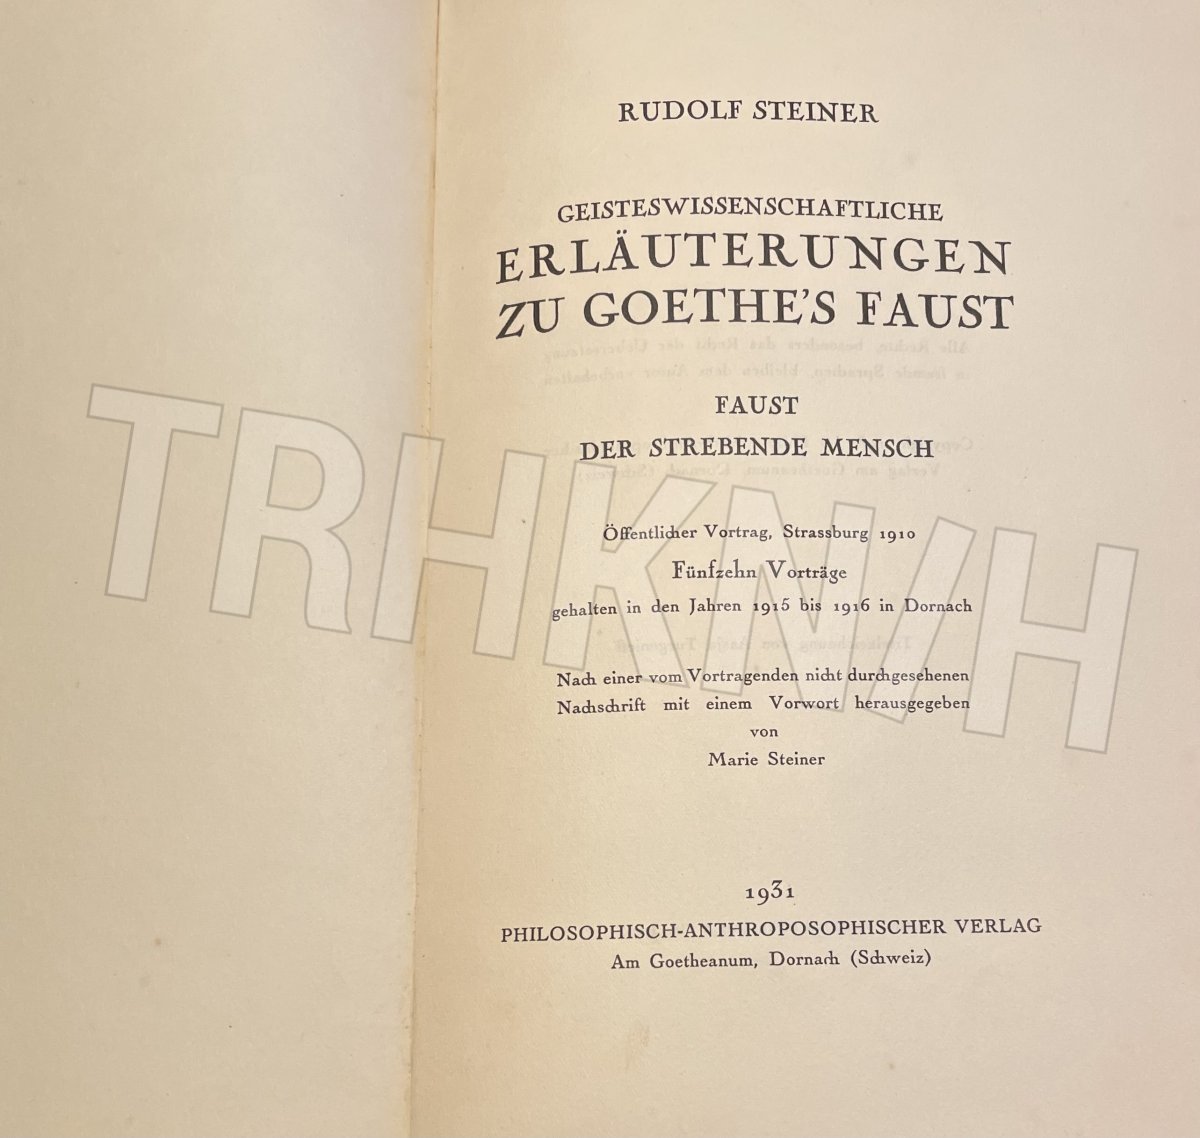 RUDOLF STEINER
GEISTESWISSENSCHAFTLICHE
ERLÄUTERUNGEN
ZU GOETHE'S FAUST
FAUST
DER STREBENDE MENSCH
Öffentlicher Vortrag, Strassburg 1910
Fünfzehn Vorträge
gehalten in den Jahren 1915 bis 1916 in Dornach
Nach einer vom Vortragenden nicht durchgesehenen
Nachschrift mit einem Vorwort herausgegeben
von
Marie Steiner
1931
PHILOSOPHISCH-ANTHROPOSOPHISCHER VERLAG
Am Goetheanum, Dornach (Schweiz)
TRHKN/H